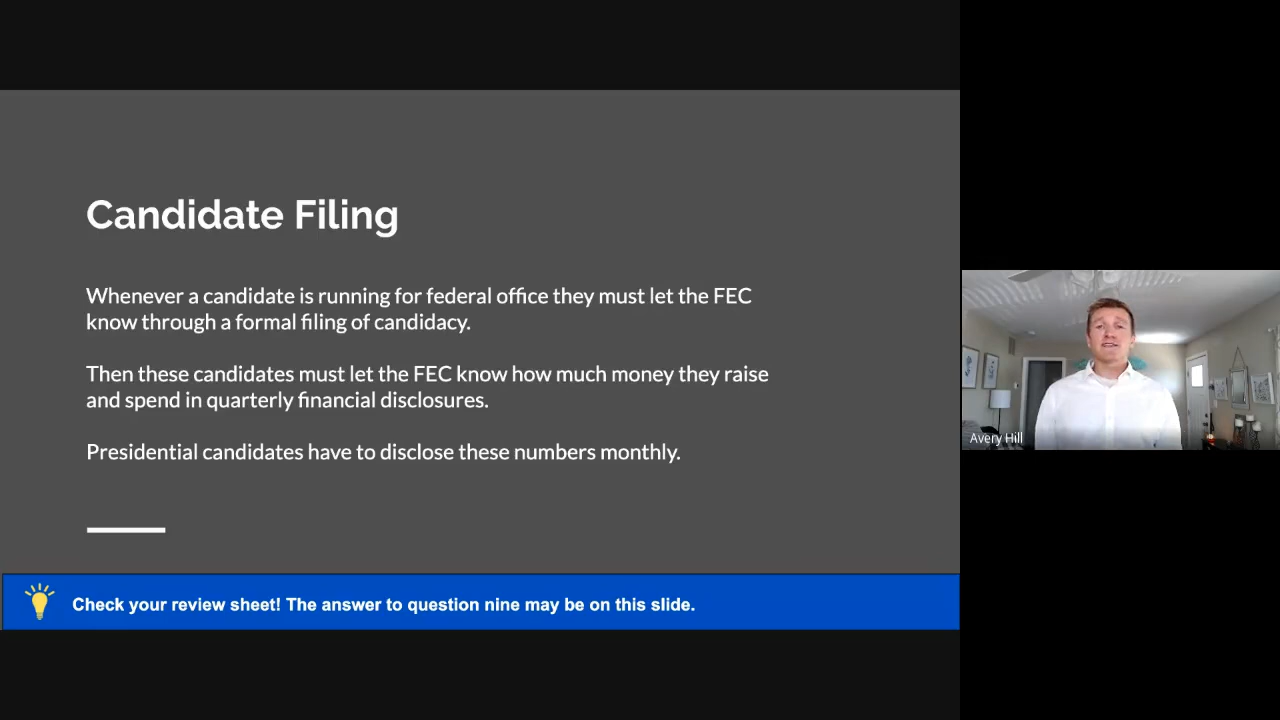 Candidate Filing
Whenever a candidate is running for federal office they must let the FEC
know through a formal filing of candidacy.
Then these candidates must let the FEC know how much money they raise
and spend in quarterly financial disclosures.
Presidential candidates have to disclose these numbers monthly.
Check your review sheet! The answer to question nine may be on this slide.
Avery Hill